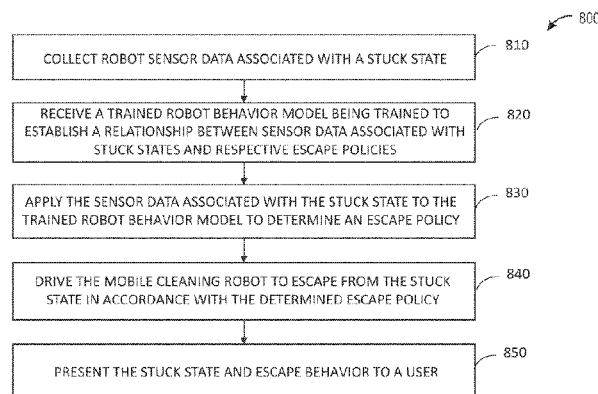 800
COLLECT ROBOT SENSOR DATA ASSOCIATED WITH A STUCK STATE
810
RECEIVE A TRAINED ROBOT BEHAVIOR MODEL BEING TRAINED TO
ESTABLISH A RELATIONSHIP BETWEEN SENSOR DATA ASSOCIATED WITH
STUCK STATES AND RESPECTIVE ESCAPE POLICIES
820
APPLY THE SENSOR DATA ASSOCIATED WITH THE STUCK STATE TO THE
TRAINED ROBOT BEHAVIOR MODEL TO DETERMINE AN ESCAPE POLICY
830
DRIVE THE MOBILE CLEANING ROBOT TO ESCAPE FROM THE STUCK
STATE IN ACCORDANCE WITH THE DETERMINED ESCAPE POLICY
840
PRESENT THE STUCK STATE AND ESCAPE BEHAVIOR TO A USER
850